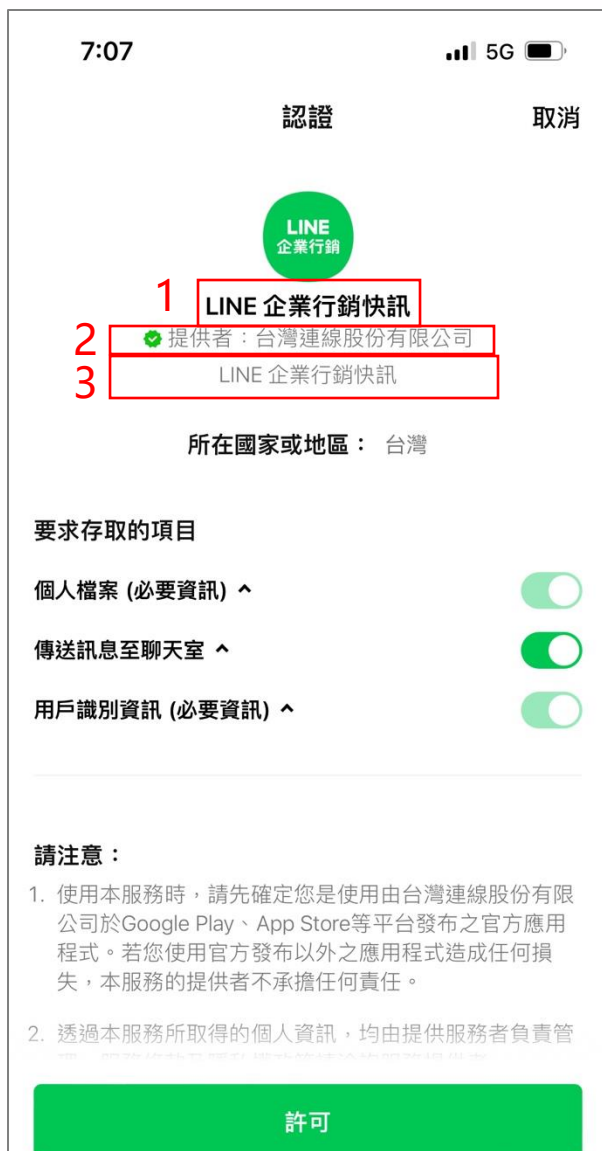 7:07
5G
認證
取消
LINE
企業行銷
1
LINE 企業行銷快訊
2
提供者：台灣連線股份有限公司
3
LINE 企業行銷快訊
所在國家或地區： 台灣
要求存取的項目
個人檔案 (必要資訊)
傳送訊息至聊天室
用戶識別資訊 (必要資訊)
請注意：
1. 使用本服務時，請先確定您是使用由台灣連線股份有限
公司於Google Play、App Store等平台發布之官方應用
程式。若您使用官方發布以外之應用程式造成任何損
失，本服務的提供者不承擔任何責任。
2. 透過本服務所取得的個人資訊，均由提供服務者負責管
許可